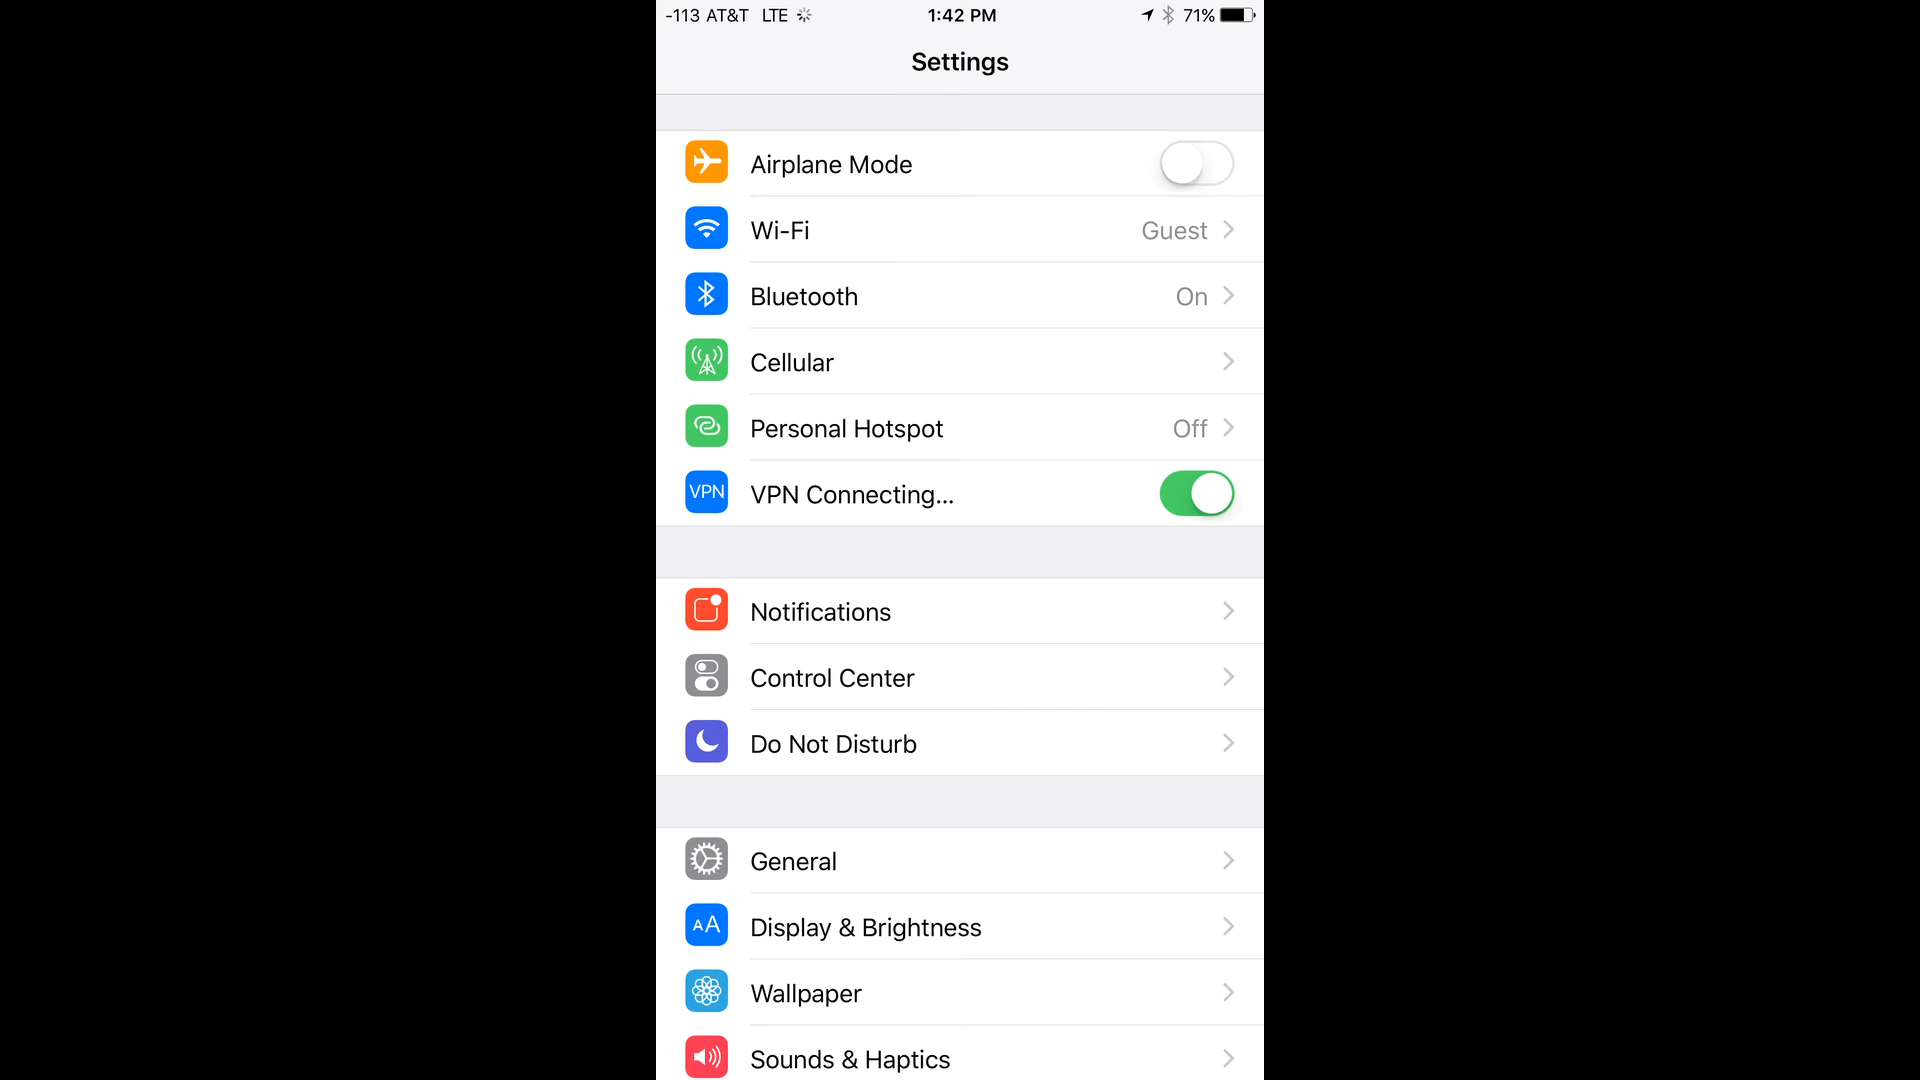 -113 AT&T LTE 1:42 PM 71%
Settings
Airplane Mode
Wi-Fi Guest
Bluetooth On
Cellular
Personal Hotspot Off
VPN VPN Connecting...
Notifications
Control Center
Do Not Disturb
General
AA Display & Brightness
Wallpaper
Sounds & Haptics